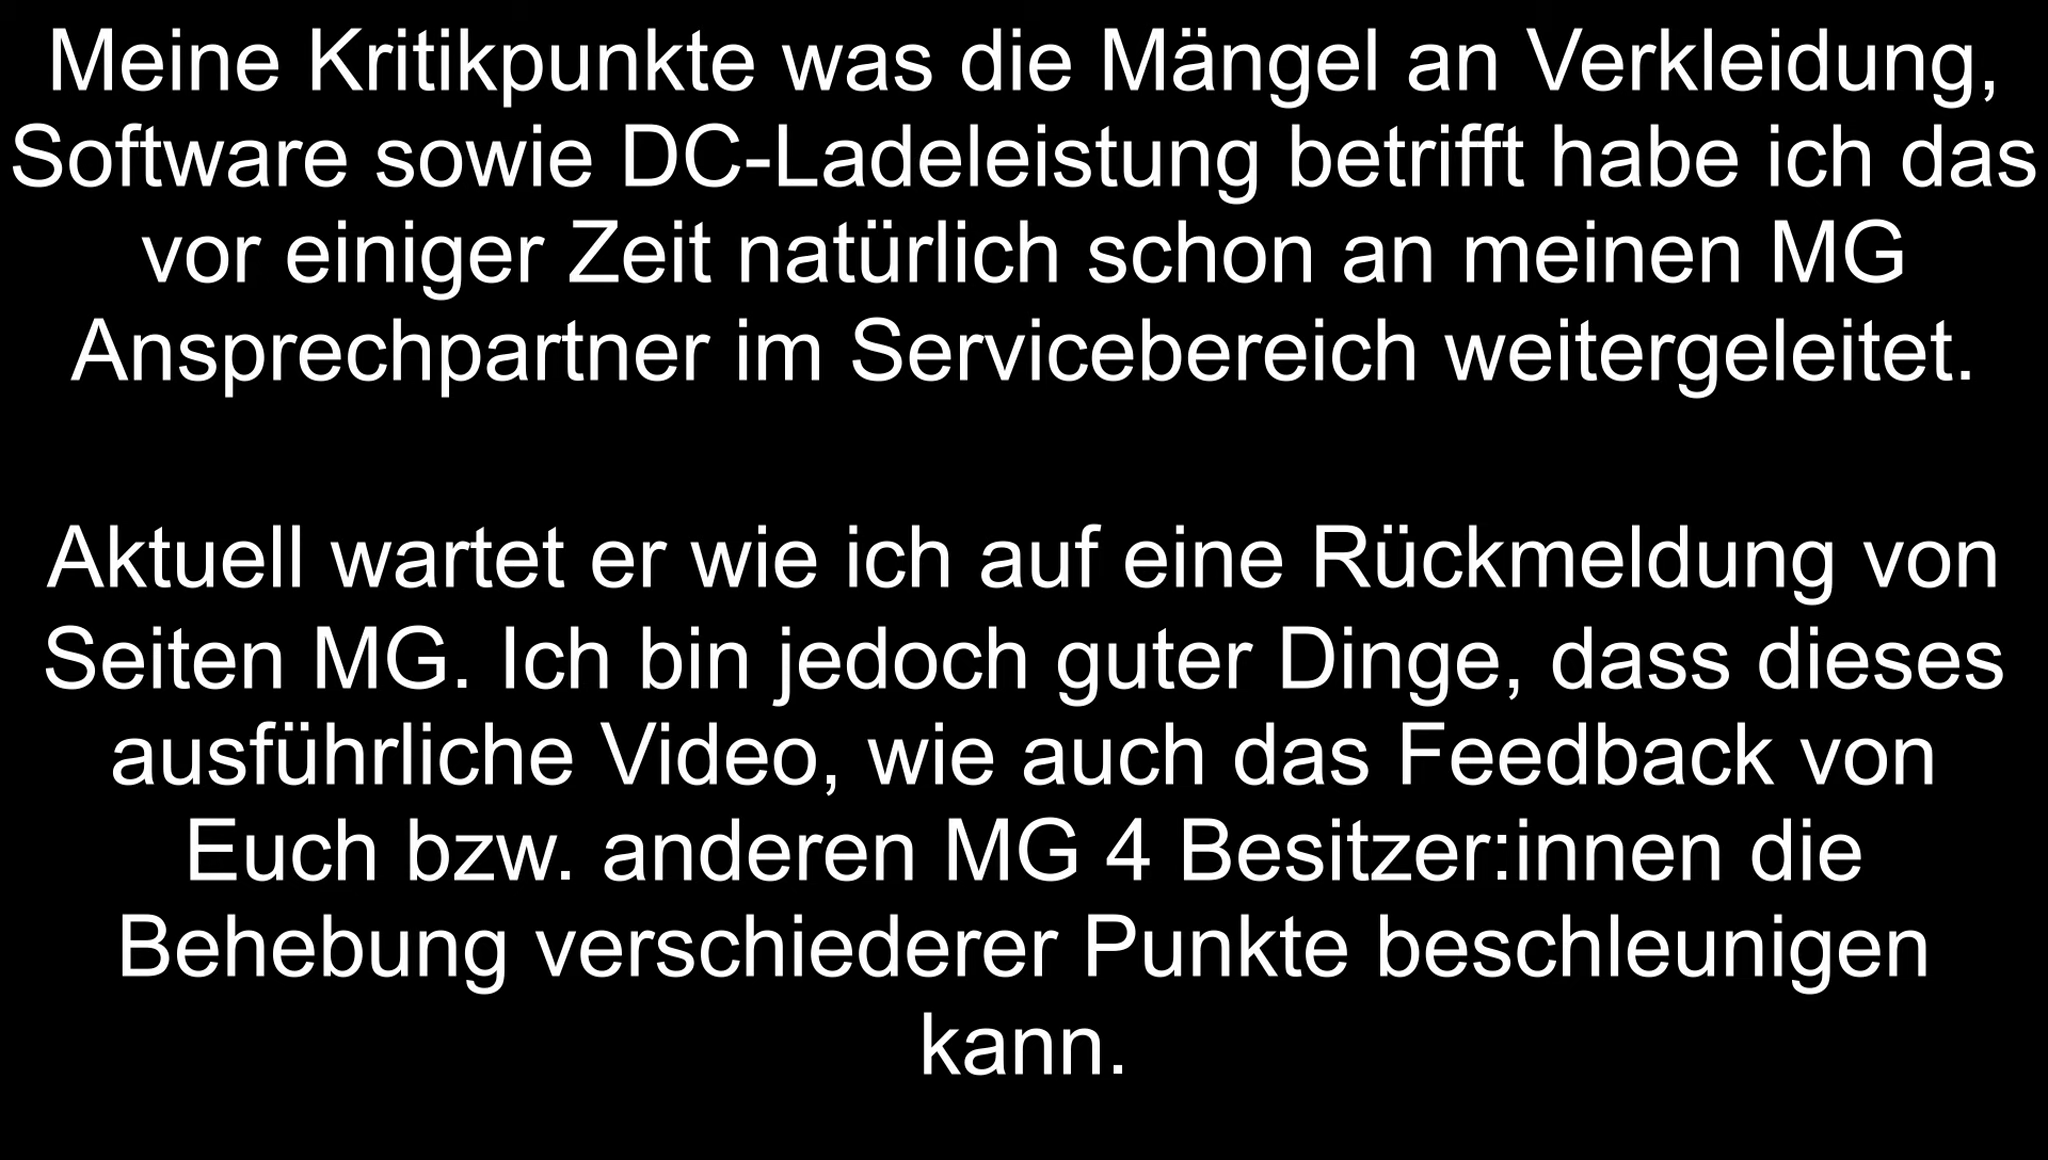 Meine Kritikpunkte was die Mängel an Verkleidung,
Software sowie DC-Ladeleistung betrifft habe ich das
vor einiger Zeit natürlich schon an meinen MG
Ansprechpartner im Servicebereich weitergeleitet.
Aktuell wartet er wie ich auf eine Rückmeldung von
Seiten MG. Ich bin jedoch guter Dinge, dass dieses
ausführliche Video, wie auch das Feedback von
Euch bzw. anderen MG 4 Besitzer:innen die
Behebung verschiederer Punkte beschleunigen
kann.